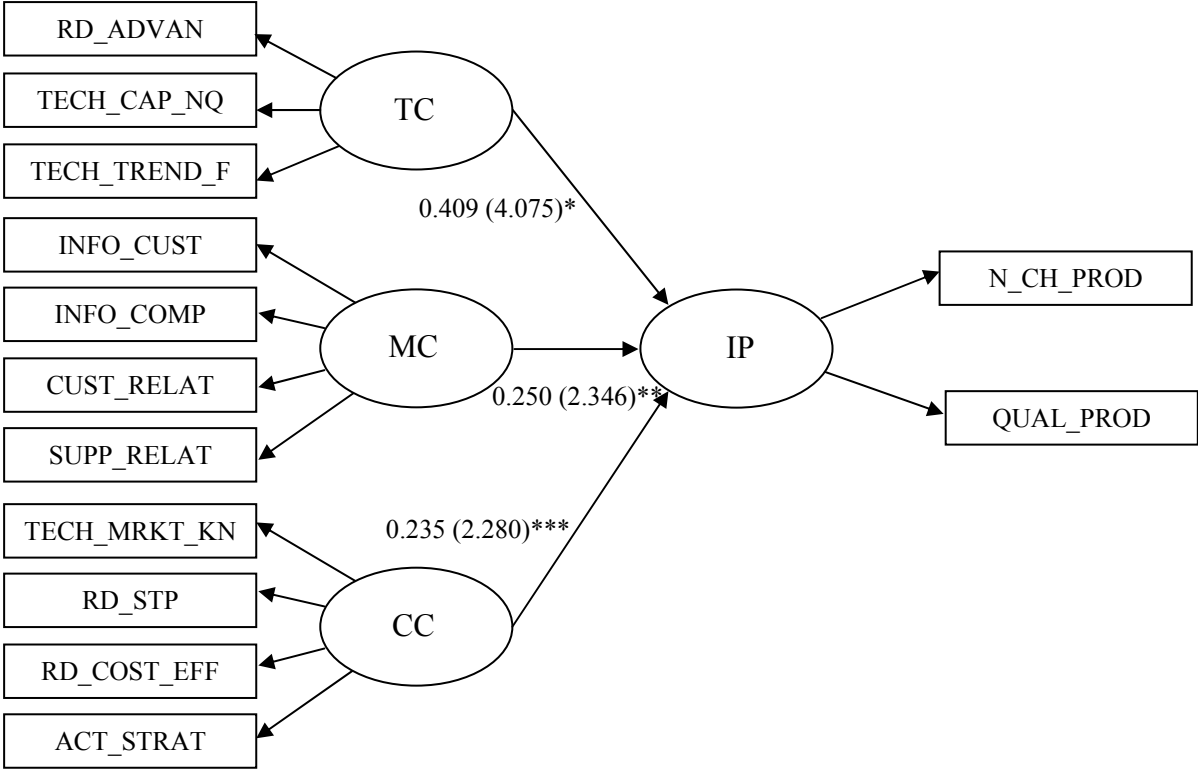 RD_ADVAN
TECH_CAP_NQ
TECH_TREND_F
TC
0.409 (4.075)*
INFO_CUST
INFO_COMP
CUST_RELAT
SUPP_RELAT
MC
0.250 (2.346)**
IP
N_CH_PROD
QUAL_PROD
TECH_MRKT_KN
RD_STP
RD_COST_EFF
ACT_STRAT
CC
0.235 (2.280)***